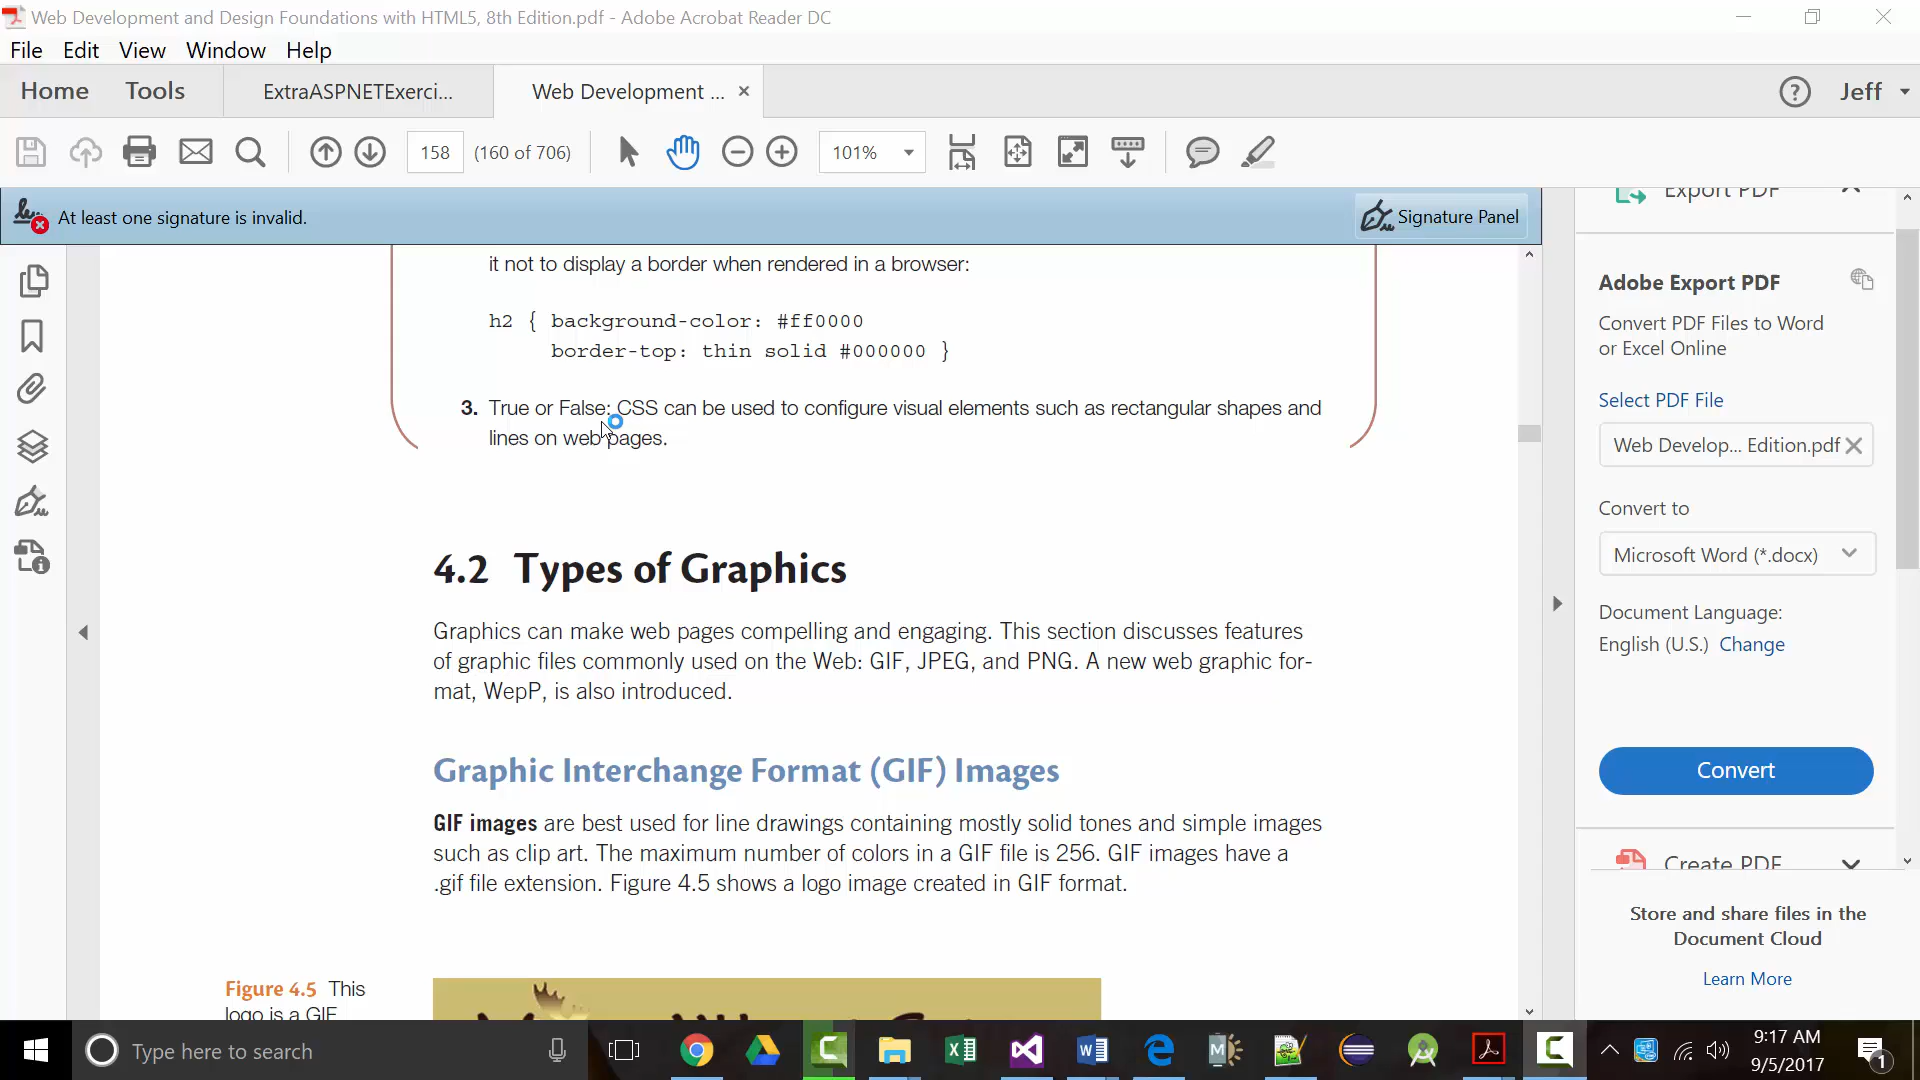 Web Development and Design Foundations with HTML5, 8th Edition.pdf - Adobe Acrobat Reader DC
File Edit View Window Help
Home Tools ExtraASPNETExerci... Web Development ... Jeff
158 (160 of 706) 101%
At least one signature is invalid. Signature Panel
Export PDF
it not to display a border when rendered in a browser:
h2 { background-color: #ff0000
border-top: thin solid #000000 }
3. True or False: CSS can be used to configure visual elements such as rectangular shapes and
lines on web pages.
4.2 Types of Graphics
Graphics can make web pages compelling and engaging. This section discusses features
of graphic files commonly used on the Web: GIF, JPEG, and PNG. A new web graphic for-
mat, WepP, is also introduced.
Graphic Interchange Format (GIF) Images
GIF images are best used for line drawings containing mostly solid tones and simple images
such as clip art. The maximum number of colors in a GIF file is 256. GIF images have a
.gif file extension. Figure 4.5 shows a logo image created in GIF format.
Figure 4.5 This
logo is a GIF
Adobe Export PDF
Convert PDF Files to Word
or Excel Online
Select PDF File
Web Develop... Edition.pdf
Convert to
Microsoft Word (*.docx)
Document Language:
English (U.S.) Change
Convert
Create PDF
Store and share files in the
Document Cloud
Learn More
Type here to search
9:17 AM
9/5/2017
1